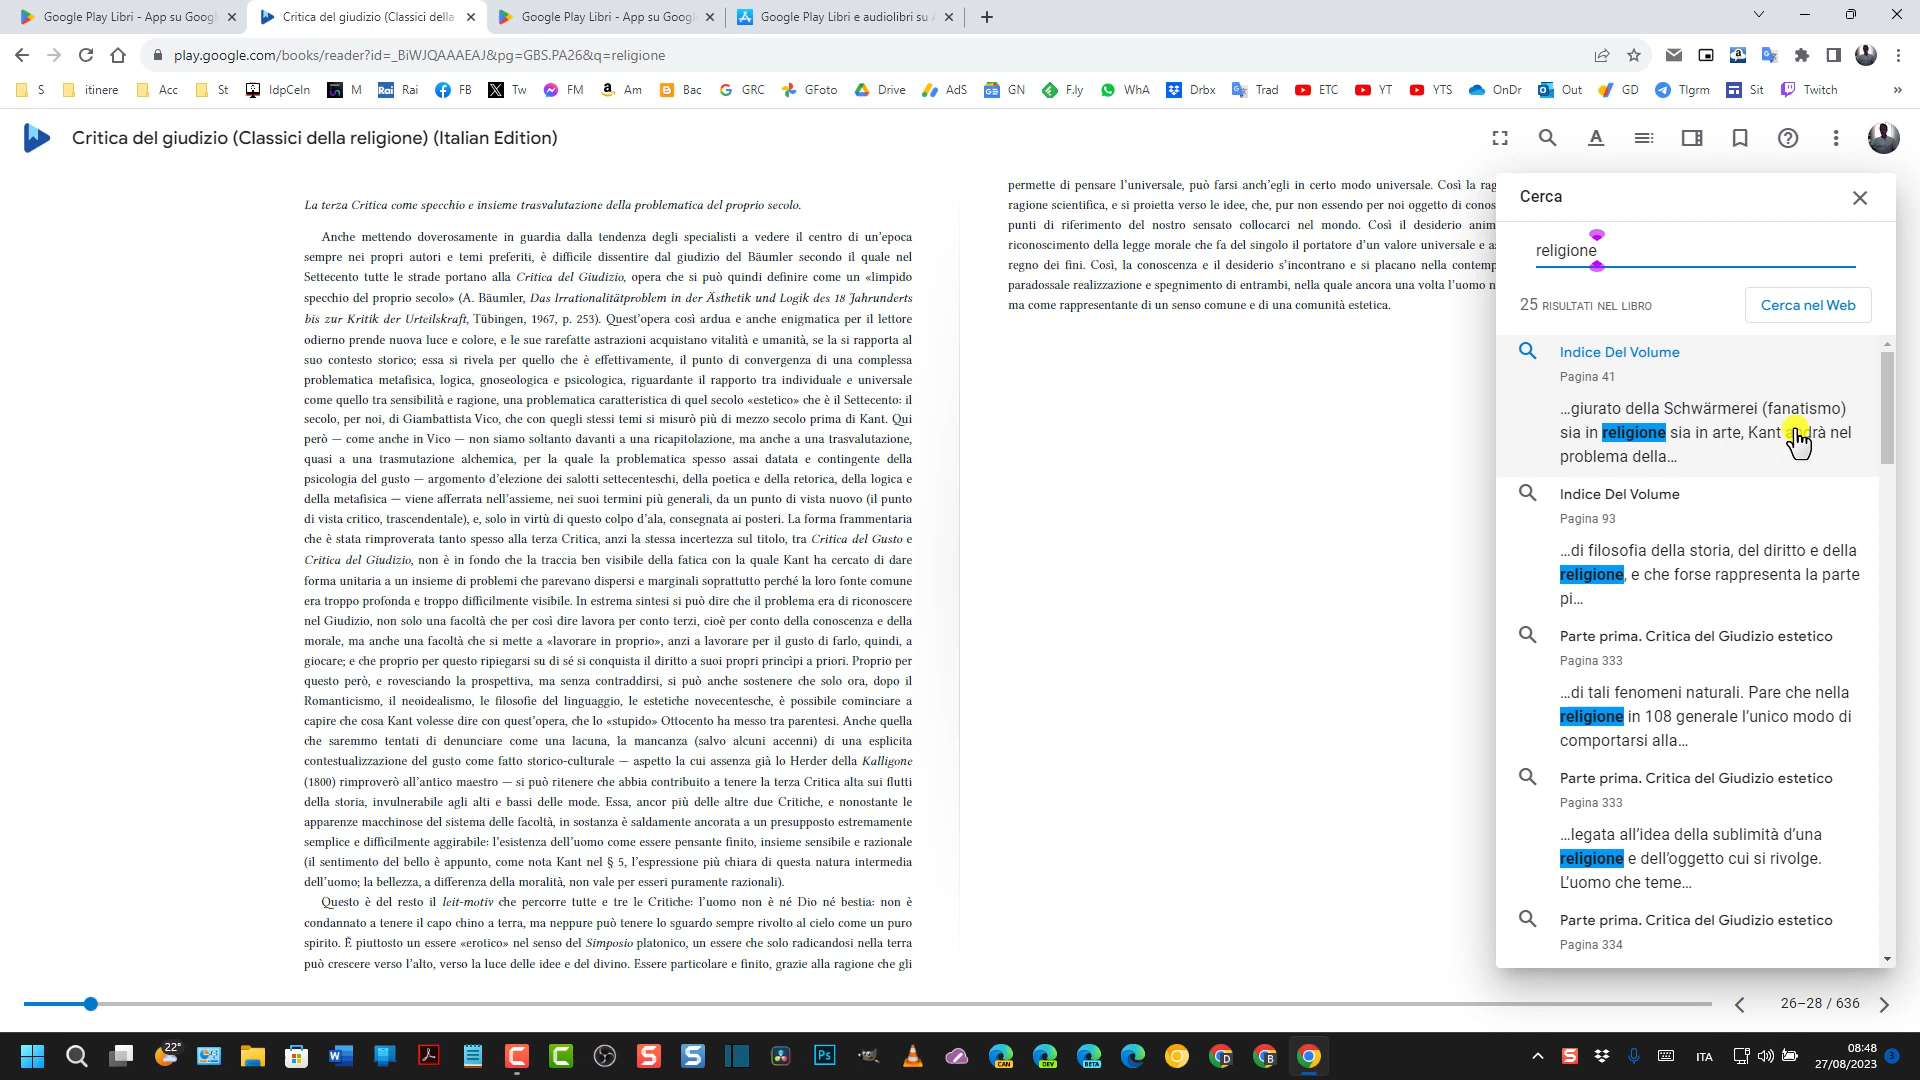 Google Play Libri - App su Googl
Critica del giudizio (Classici della
Google Play Libri - App su Googl
Google Play Libri e audiolibri su A
play.google.com/books/reader?id=_BiWJQAAAEAJ&pg=GBS.PA26&q=religione
S itinere Acc St IdpCeIn M Rai FB Tw FM Am Bac GRC GFoto Drive AdS GN F.ly WhA Drbx Trad ETC YT YTS OnDr Out GD Tlgrm Sit Twitch »
Critica del giudizio (Classici della religione) (Italian Edition)
La terza Critica come specchio e insieme trasvalutazione della problematica del proprio secolo.
Anche mettendo doverosamente in guardia dalla tendenza degli specialisti a vedere il centro di un'epoca
sempre nei propri autori e temi preferiti, è difficile dissentire dal giudizio del Bäumler secondo il quale nel
Settecento tutte le strade portano alla Critica del Giudizio, opera che si può quindi definire come un «limpido
specchio del proprio secolo» (A. Bäumler, Das Irrationalitätproblem in der Ästhetik und Logik des 18 Jahrunderts
bis zur Kritik der Urteilskraft, Tübingen, 1967, p. 253). Quest'opera così ardua e anche enigmatica per il lettore
odierno prende nuova luce e colore, e le sue rarefatte astrazioni acquistano vitalità e umanità, se la si rapporta al
suo contesto storico; essa si rivela per quello che è effettivamente, il punto di convergenza di una complessa
problematica metafisica, logica, gnoseologica e psicologica, riguardante il rapporto tra individuale e universale
come quello tra sensibilità e ragione, una problematica caratteristica di quel secolo «estetico» che è il Settecento: il
secolo, per noi, di Giambattista Vico, che con quegli stessi temi si misurò più di mezzo secolo prima di Kant. Qui
però — come anche in Vico — non siamo soltanto davanti a una ricapitolazione, ma anche a una trasvalutazione,
quasi a una trasmutazione alchemica, per la quale la problematica spesso assai datata e contingente della
psicologia del gusto — argomento d'elezione dei salotti settecenteschi, della poetica e della retorica, della logica e
della metafisica — viene afferrata nell'assieme, nei suoi termini più generali, da un punto di vista nuovo (il punto
di vista critico, trascendentale), e, solo in virtù di questo colpo d'ala, consegnata ai posteri. La forma frammentaria
che è stata rimproverata tanto spesso alla terza Critica, anzi la stessa incertezza sul titolo, tra Critica del Gusto e
Critica del Giudizio, non è in fondo che la traccia ben visibile della fatica con la quale Kant ha cercato di dare
forma unitaria a un insieme di problemi che parevano dispersi e marginali soprattutto perché la loro fonte comune
era troppo profonda e troppo difficilmente visibile. In estrema sintesi si può dire che il problema era di riconoscere
nel Giudizio, non solo una facoltà che per così dire lavora per conto terzi, cioè per conto della conoscenza e della
morale, ma anche una facoltà che si mette a «lavorare in proprio», anzi a lavorare per il gusto di farlo, quindi, a
giocare; e che proprio per questo ripiegarsi su di sé si conquista il diritto a suoi propri princìpi a priori. Proprio per
questo però, e rovesciando la prospettiva, ma senza contraddirsi, si può anche sostenere che solo ora, dopo il
Romanticismo, il neoidealismo, le filosofie del linguaggio, le estetiche novecentesche, è possibile cominciare a
capire che cosa Kant volesse dire con quest'opera, che lo «stupido» Ottocento ha messo tra parentesi. Anche quella
che saremmo tentati di denunciare come una lacuna, la mancanza (salvo alcuni accenni) di una esplicita
contestualizzazione del gusto come fatto storico-culturale — aspetto la cui assenza già lo Herder della Kalligone
(1800) rimproverò all'antico maestro — si può ritenere che abbia contribuito a tenere la terza Critica alta sui flutti
della storia, invulnerabile agli alti e bassi delle mode. Essa, ancor più delle altre due Critiche, e nonostante le
apparenze macchinose del sistema delle facoltà, in sostanza è saldamente ancorata a un presupposto estremamente
semplice e difficilmente aggirabile: l'esistenza dell'uomo come essere pensante finito, insieme sensibile e razionale
(il sentimento del bello è appunto, come nota Kant nel § 5, l'espressione più chiara di questa natura intermedia
dell'uomo; la bellezza, a differenza della moralità, non vale per esseri puramente razionali).
Questo è del resto il leit-motiv che percorre tutte e tre le Critiche: l'uomo non è né Dio né bestia: non è
condannato a tenere il capo chino a terra, ma neppure può tenere lo sguardo sempre rivolto al cielo come un puro
spirito. È piuttosto un essere «erotico» nel senso del Simposio platonico, un essere che solo radicandosi nella terra
può crescere verso l'alto, verso la luce delle idee e del divino. Essere particolare e finito, grazie alla ragione che gli
permette di pensare l'universale, può farsi anch'egli in certo modo universale. Così la rag
ragione scientifica, e si proietta verso le idee, che, pur non essendo per noi oggetto di conos
punti di riferimento del nostro sensato collocarci nel mondo. Così il desiderio anim
riconoscimento della legge morale che fa del singolo il portatore d'un valore universale e a
regno dei fini. Così, la conoscenza e il desiderio s'incontrano e si placano nella contemp
paradossale realizzazione e spegnimento di entrambi, nella quale ancora una volta l'uomo n
ma come rappresentante di un senso comune e di una comunità estetica.
Cerca
religione
25 RISULTATI NEL LIBRO
Cerca nel Web
Indice Del Volume
Pagina 41
...giurato della Schwärmerei (fanatismo)
sia in religione sia in arte, Kant andrà nel
problema della...
Indice Del Volume
Pagina 93
...di filosofia della storia, del diritto e della
religione, e che forse rappresenta la parte
pi...
Parte prima. Critica del Giudizio estetico
Pagina 333
...di tali fenomeni naturali. Pare che nella
religione in 108 generale l'unico modo di
comportarsi alla...
Parte prima. Critica del Giudizio estetico
Pagina 333
...legata all'idea della sublimità d'una
religione e dell'oggetto cui si rivolge.
L'uomo che teme...
Parte prima. Critica del Giudizio estetico
Pagina 334
26–28 / 636
22°
CAN DEV BETA D B
ITA
08:48
27/08/2023
3